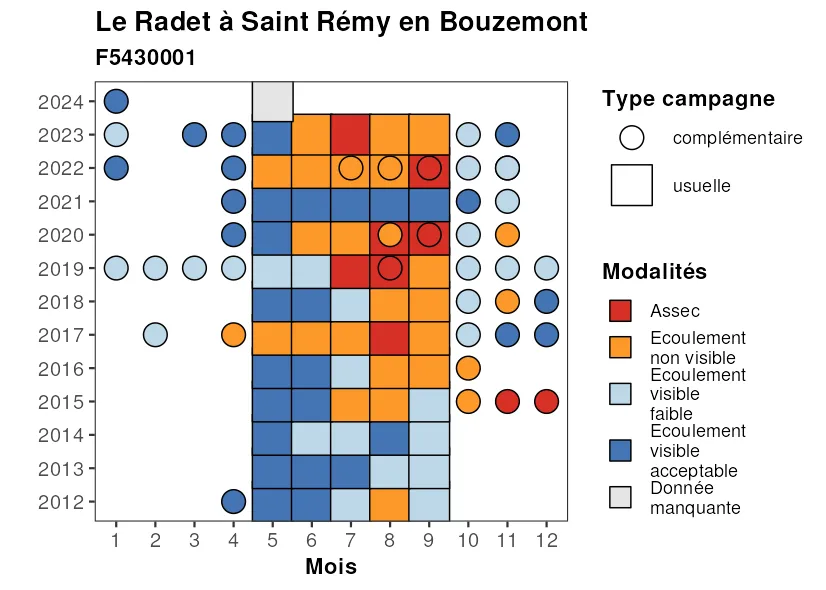 Le Radet à Saint Rémy en Bouzemont
F5430001
2024
2023
2022
2021
2020
2019
2018
2017
2016
2015
2014
2013
2012
1 2 3 4 5 6 7 8 9 10 11 12
Mois
Type campagne
complémentaire
usuelle
Modalités
Assec
Ecoulement
non visible
Ecoulement
visible
faible
Ecoulement
visible
acceptable
Donnée
manquante